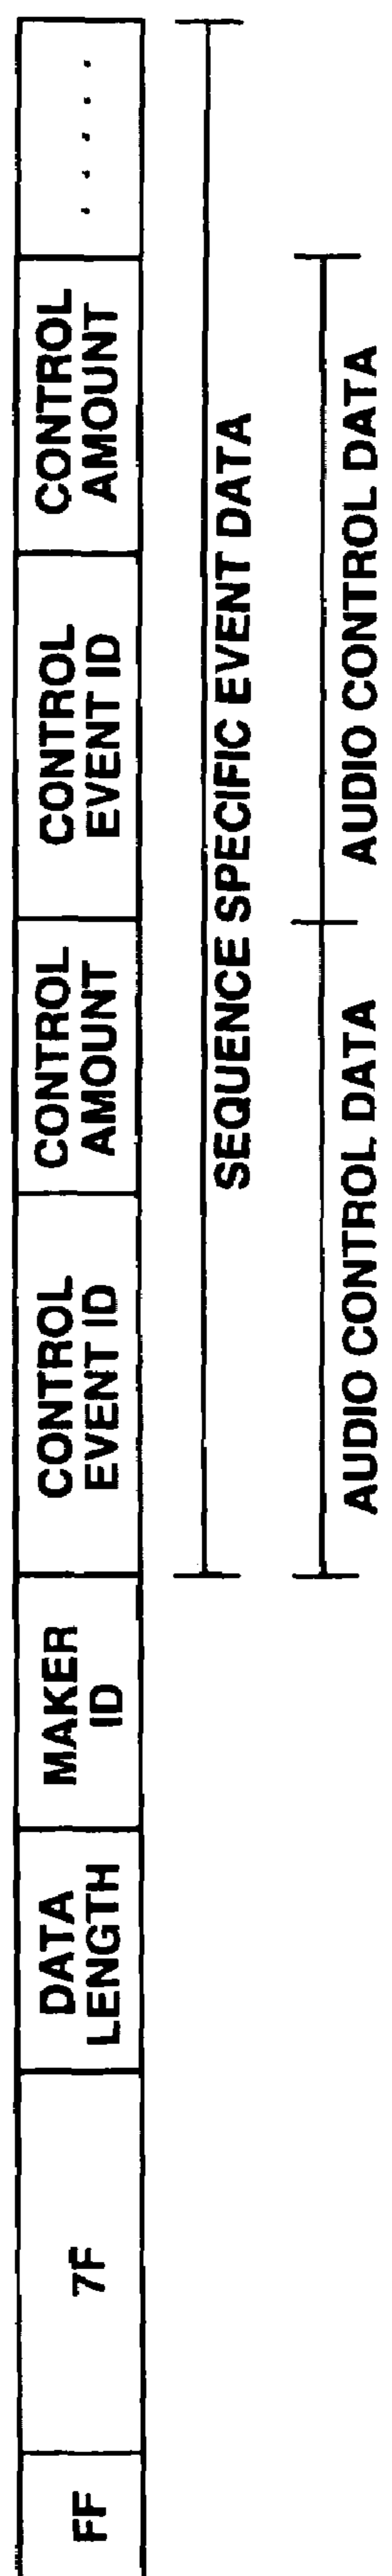 FF
7F
DATA
LENGTH
MAKER
ID
CONTROL
EVENT ID
CONTROL
AMOUNT
CONTROL
EVENT ID
CONTROL
AMOUNT
.....
SEQUENCE SPECIFIC EVENT DATA
AUDIO CONTROL DATA
AUDIO CONTROL DATA